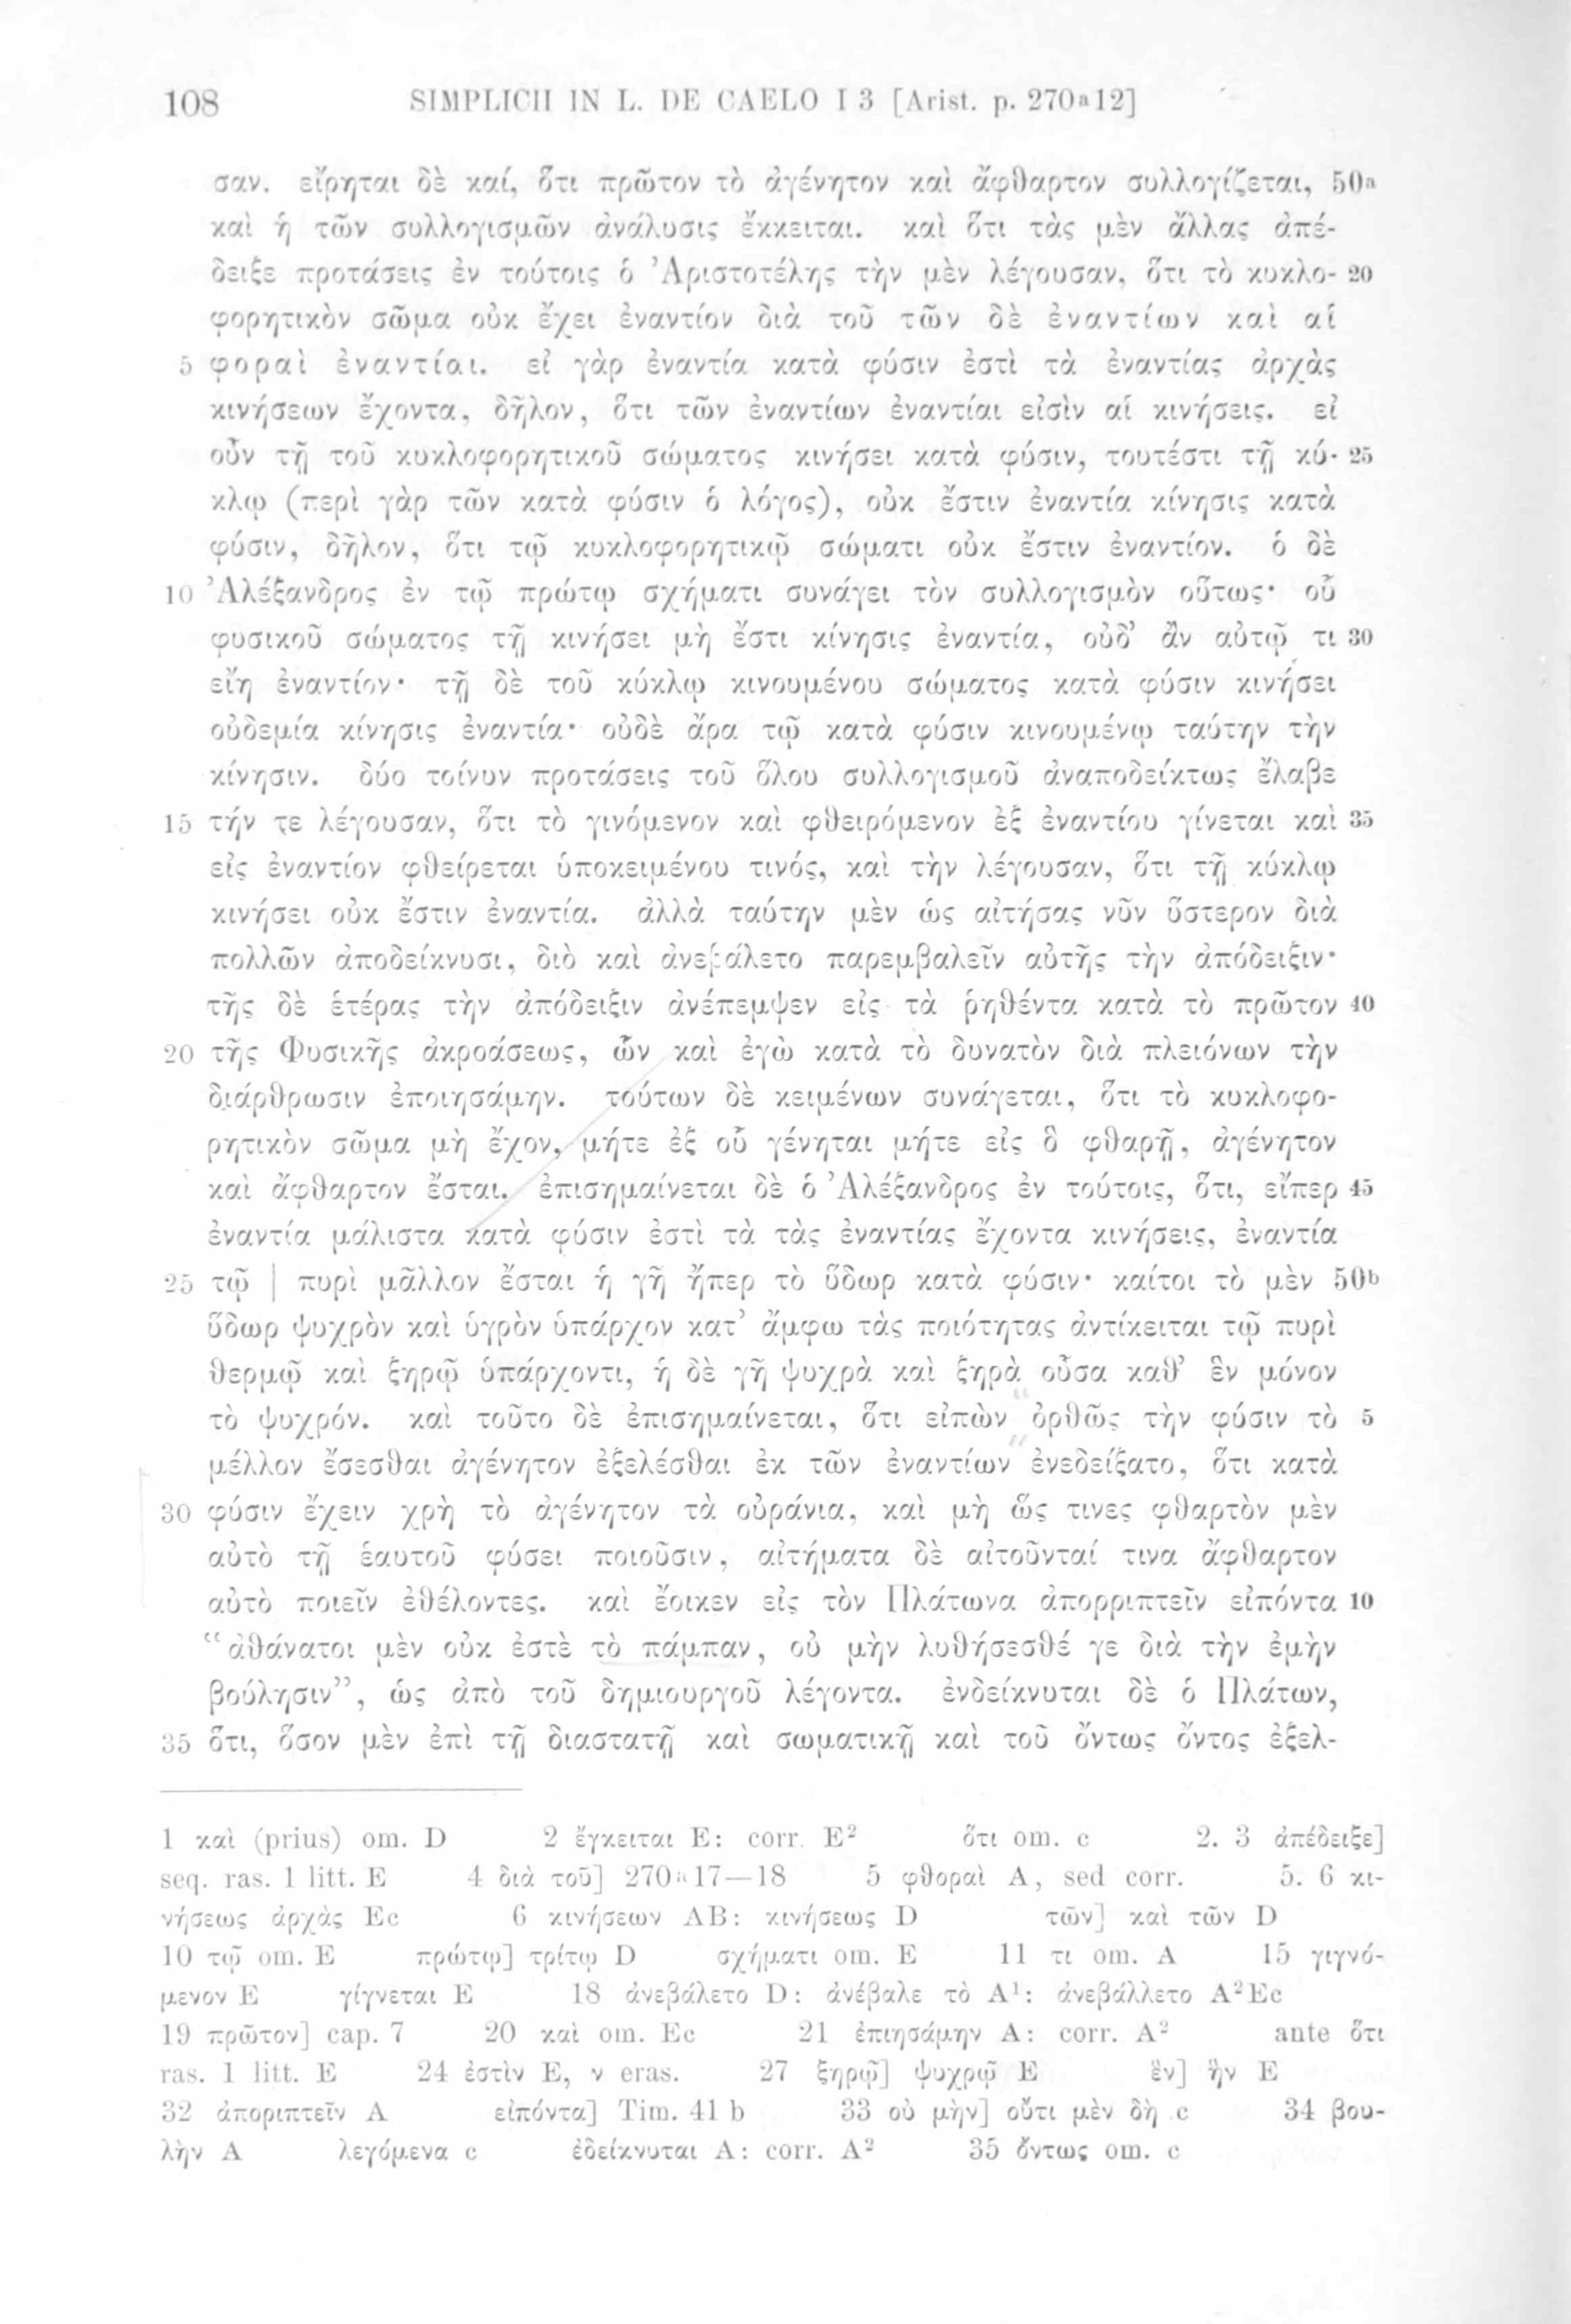 108 SIMPLICII IN L. DE CAELO I 3 [Arist. p. 270a12]
σαν. εἴρηται δὲ καί, ὅτι πρῶτον τὸ ἀγένητον καὶ ἄφθαρτον συλλογίζεται, 50a
καὶ ἡ τῶν συλλογισμῶν ἀνάλυσις ἔκκειται. καὶ ὅτι τὰς μὲν ἄλλας ἀπέ-
δειξε προτάσεις ἐν τούτοις ὁ Ἀριστοτέλης τὴν μὲν λέγουσαν, ὅτι τὸ κυκλο- 20
φορητικὸν σῶμα οὐκ ἔχει ἐναντίον διὰ τοῦ τῶν δὲ ἐναντίων καὶ αἱ
5 φοραὶ ἐναντίαι. εἰ γὰρ ἐναντία κατὰ φύσιν ἐστὶ τὰ ἐναντίας ἀρχὰς
κινήσεων ἔχοντα, δῆλον, ὅτι τῶν ἐναντίων ἐναντίαι εἰσὶν αἱ κινήσεις. εἰ
οὖν τῇ τοῦ κυκλοφορητικοῦ σώματος κινήσει κατὰ φύσιν, τουτέστι τῇ κύ- 25
κλῳ (περὶ γὰρ τῶν κατὰ φύσιν ὁ λόγος), οὐκ ἔστιν ἐναντία κίνησις κατὰ
φύσιν, δῆλον, ὅτι τῷ κυκλοφορητικῷ σώματι οὐκ ἔστιν ἐναντίον. ὁ δὲ
10 Ἀλέξανδρος ἐν τῷ πρώτῳ σχήματι συνάγει τὸν συλλογισμὸν οὕτως· οὗ
φυσικοῦ σώματος τῇ κινήσει μὴ ἔστι κίνησις ἐναντία, οὐδ’ ἂν αὐτῷ τι 30
εἴη ἐναντίον· τῇ δὲ τοῦ κύκλῳ κινουμένου σώματος κατὰ φύσιν κινήσει
οὐδεμία κίνησις ἐναντία· οὐδὲ ἄρα τῷ κατὰ φύσιν κινουμένῳ ταύτην τὴν
κίνησιν. δύο τοίνυν προτάσεις τοῦ ὅλου συλλογισμοῦ ἀναποδείκτως ἔλαβε
15 τήν τε λέγουσαν, ὅτι τὸ γινόμενον καὶ φθειρόμενον ἐξ ἐναντίου γίνεται καὶ 35
εἰς ἐναντίον φθείρεται ὑποκειμένου τινός, καὶ τὴν λέγουσαν, ὅτι τῇ κύκλῳ
κινήσει οὐκ ἔστιν ἐναντία. ἀλλὰ ταύτην μὲν ὡς αἰτήσας νῦν ὕστερον διὰ
πολλῶν ἀποδείκνυσι, διὸ καὶ ἀνεβάλετο παρεμβαλεῖν αὐτῆς τὴν ἀπόδειξιν·
τῆς δὲ ἑτέρας τὴν ἀπόδειξιν ἀνέπεμψεν εἰς τὰ ῥηθέντα κατὰ τὸ πρῶτον 40
20 τῆς Φυσικῆς ἀκροάσεως, ὧν καὶ ἐγὼ κατὰ τὸ δυνατὸν διὰ πλειόνων τὴν
διάρθρωσιν ἐποιησάμην. τούτων δὲ κειμένων συνάγεται, ὅτι τὸ κυκλοφο-
ρητικὸν σῶμα μὴ ἔχον, μήτε ἐξ οὗ γένηται μήτε εἰς ὃ φθαρῇ, ἀγένητον
καὶ ἄφθαρτον ἔσται. ἐπισημαίνεται δὲ ὁ Ἀλέξανδρος ἐν τούτοις, ὅτι, εἴπερ 45
ἐναντία μάλιστα κατὰ φύσιν ἐστὶ τὰ τὰς ἐναντίας ἔχοντα κινήσεις, ἐναντία
25 τῷ | πυρὶ μᾶλλον ἔσται ἡ γῆ ἤπερ τὸ ὕδωρ κατὰ φύσιν· καίτοι τὸ μὲν 50b
ὕδωρ ψυχρὸν καὶ ὑγρὸν ὑπάρχον κατ’ ἄμφω τὰς ποιότητας ἀντίκειται τῷ πυρὶ
θερμῷ καὶ ξηρῷ ὑπάρχοντι, ἡ δὲ γῆ ψυχρὰ καὶ ξηρὰ οὖσα καθ’ ἓν μόνον
τὸ ψυχρόν. καὶ τοῦτο δὲ ἐπισημαίνεται, ὅτι εἰπὼν ὀρθῶς τὴν φύσιν τὸ 5
μέλλον ἔσεσθαι ἀγένητον ἐξελέσθαι ἐκ τῶν ἐναντίων ἐνεδείξατο, ὅτι κατὰ
30 φύσιν ἔχειν χρὴ τὸ ἀγένητον τὰ οὐράνια, καὶ μὴ ὥς τινες φθαρτὸν μὲν
αὐτὸ τῇ ἑαυτοῦ φύσει ποιοῦσιν, αἰτήματα δὲ αἰτοῦνταί τινα ἄφθαρτον
αὐτὸ ποιεῖν ἐθέλοντες. καὶ ἔοικεν εἰς τὸν Πλάτωνα ἀπορριπτεῖν εἰπόντα 10
“ἀθάνατοι μὲν οὐκ ἐστὲ τὸ πάμπαν, οὐ μὴν λυθήσεσθέ γε διὰ τὴν ἐμὴν
βούλησιν”, ὡς ἀπὸ τοῦ δημιουργοῦ λέγοντα. ἐνδείκνυται δὲ ὁ Πλάτων,
35 ὅτι, ὅσον μὲν ἐπὶ τῇ διαστατῇ καὶ σωματικῇ καὶ τοῦ ὄντως ὄντος ἐξελ-
1 καὶ (prius) om. D 2 ἔγκειται E: corr. E² ὅτι om. c 2. 3 ἀπέδειξε]
seq. ras. 1 litt. E 4 διὰ τοῦ] 270a17—18 5 φθοραὶ A, sed corr. 5. 6 κι-
νήσεως ἀρχὰς Ec 6 κινήσεων AB: κινήσεως D τῶν] καὶ τῶν D
10 τῷ om. E πρώτῳ] τρίτῳ D σχήματι om. E 11 τι om. A 15 γιγνό-
μενον E γίγνεται E 18 ἀνεβάλετο D: ἀνέβαλε τὸ A¹: ἀνεβάλλετο A²Ec
19 πρῶτον] cap. 7 20 καὶ om. Ec 21 ἐπιησάμην A: corr. A² ante ὅτι
ras. 1 litt. E 24 ἐστὶν E, ν eras. 27 ξηρῷ] ψυχρῷ E ἓν] ἣν E
32 ἀποριπτεῖν A εἰπόντα] Tim. 41 b 33 οὐ μὴν] οὔτι μὲν δὴ c 34 βου-
λὴν A λεγόμενα c ἐδείκνυται A: corr. A² 35 ὄντως om. c